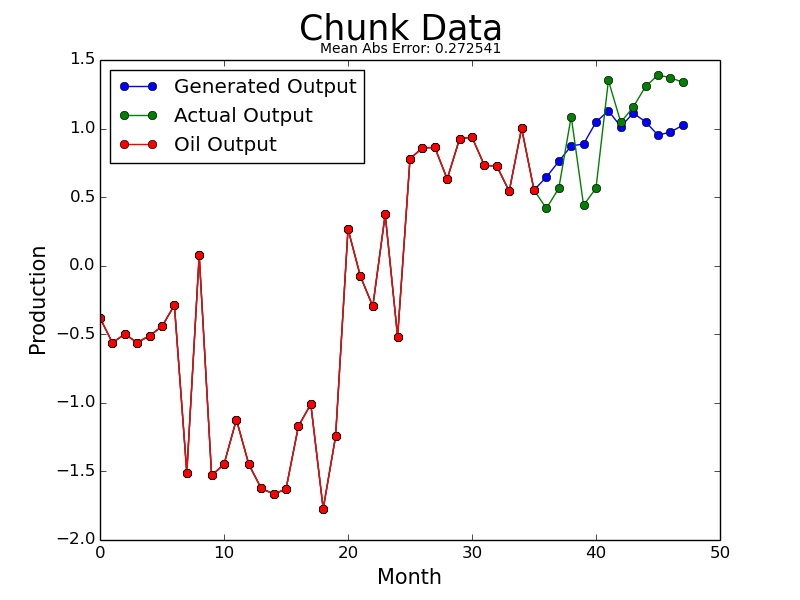 Chunk Data
Mean Abs Error: 0.272541
Generated Output
Actual Output
Oil Output
1.5
1.0
0.5
0.0
−0.5
−1.0
−1.5
−2.0
Production
0 10 20 30 40 50
Month